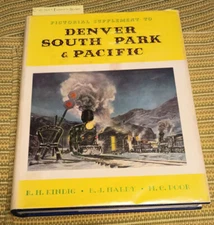 PICTORIAL SUPPLEMENT TO
DENVER
SOUTH PARK
& PACIFIC
R. H. KINDIG • E. J. HALEY • M. C. POOR